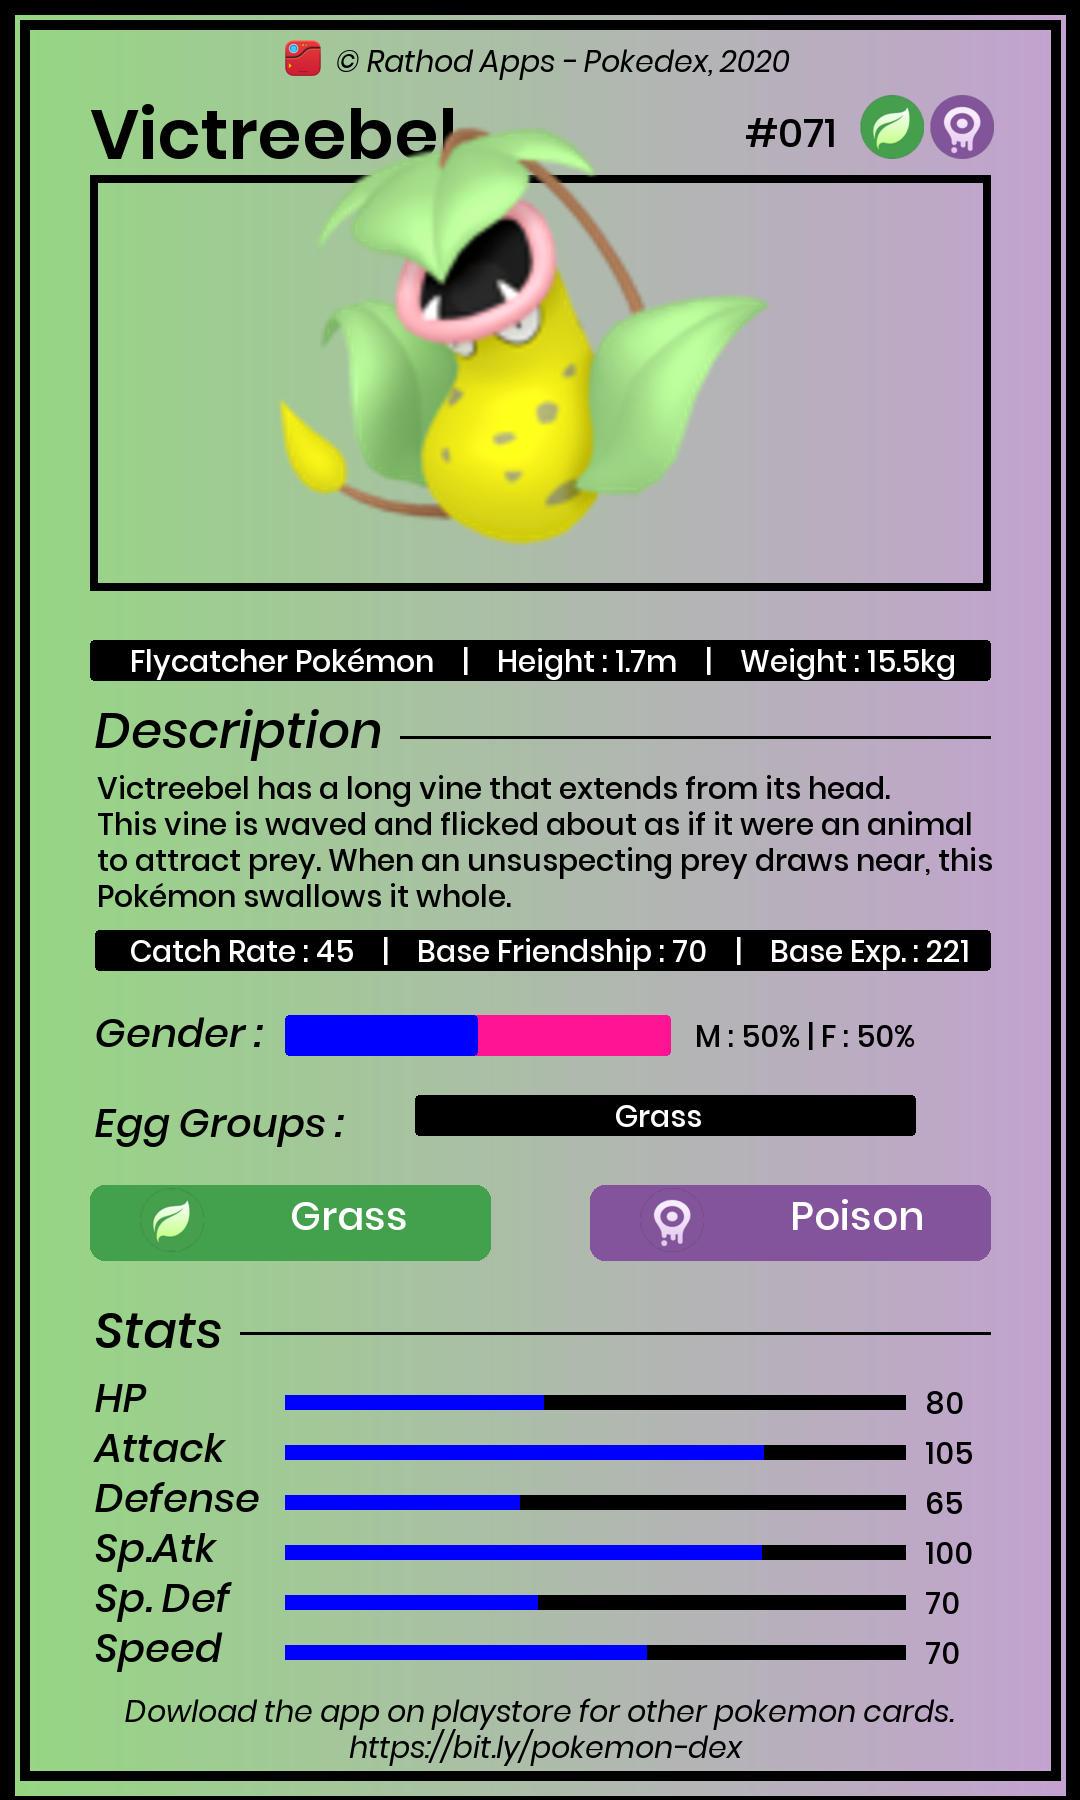 © Rathod Apps - Pokedex, 2020
Victreebel #071
Flycatcher Pokémon | Height : 1.7m | Weight : 15.5kg
Description
Victreebel has a long vine that extends from its head.
This vine is waved and flicked about as if it were an animal
to attract prey. When an unsuspecting prey draws near, this
Pokémon swallows it whole.
Catch Rate : 45 | Base Friendship : 70 | Base Exp. : 221
Gender : M : 50% | F : 50%
Egg Groups : Grass
Grass Poison
Stats
HP 80
Attack 105
Defense 65
Sp.Atk 100
Sp. Def 70
Speed 70
Dowload the app on playstore for other pokemon cards.
https://bit.ly/pokemon-dex